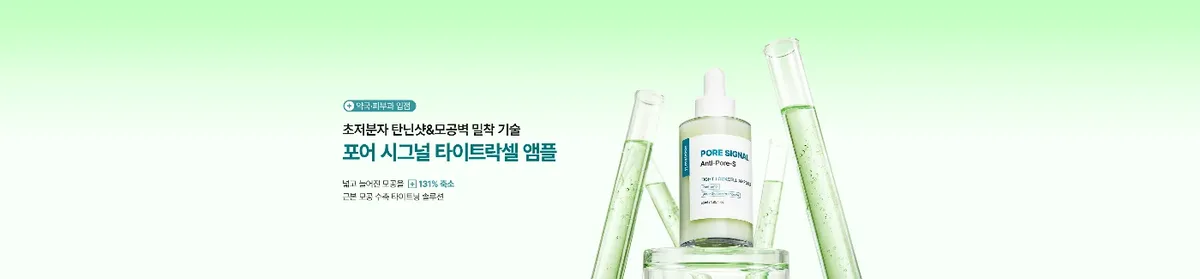 약국·피부과 입점
초저분자 탄닌샷&모공벽 밀착 기술
포어 시그널 타이트락셀 앰플
넓고 늘어진 모공을 131% 축소
근본 모공 수축 타이트닝 솔루션
PORE SIGNAL
Anti-Pore-S